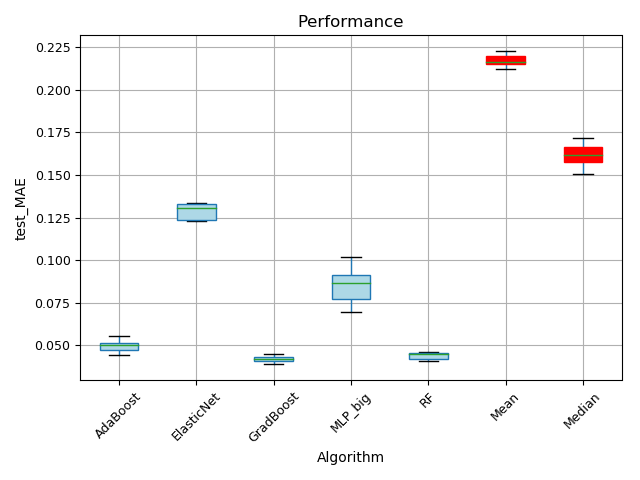 Performance
0.225
0.200
0.175
0.150
0.125
0.100
0.075
0.050
test_MAE
AdaBoost
ElasticNet
GradBoost
MLP_big
RF
Mean
Median
Algorithm